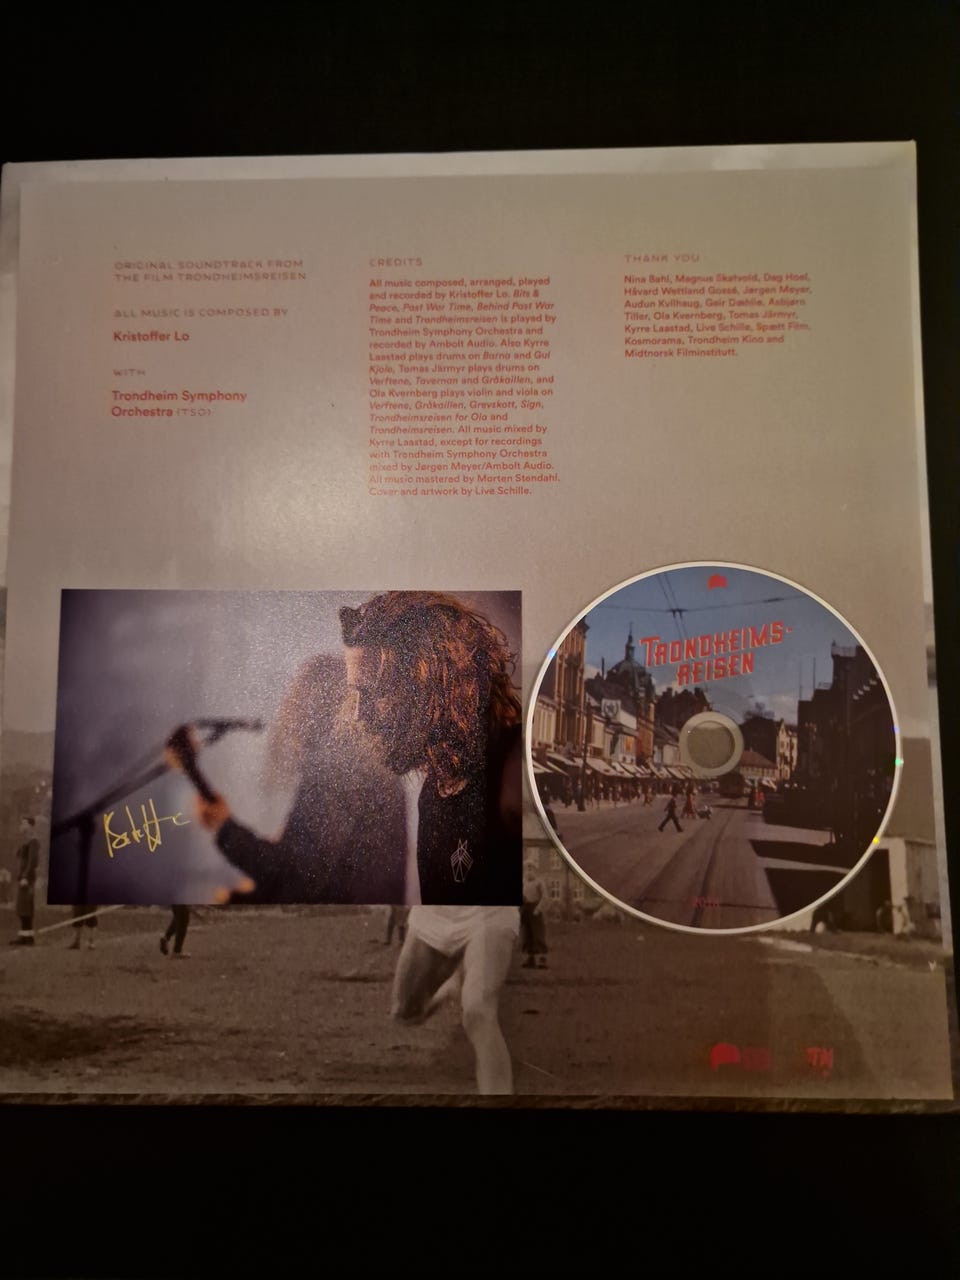 ORIGINAL SOUNDTRACK FROM
THE FILM TRONDHEIMSREISEN
ALL MUSIC IS COMPOSED BY
Kristoffer Lo
WITH
Trondheim Symphony
Orchestra (TSO)
CREDITS
All music composed, arranged, played
and recorded by Kristoffer Lo. Bits &
Peace, Past War Time, Behind Past War
Time and Trondheimsreisen is played by
Trondheim Symphony Orchestra and
recorded by Ambolt Audio. Also Kyrre
Laastad plays drums on Barna and Gul
Kjole, Tomas Järmyr plays drums on
Verftene, Tavernan and Gråkallen, and
Ola Kvernberg plays violin and viola on
Verftene, Gråkallen, Grevskott, Sign,
Trondheimsreisen for Ola and
Trondheimsreisen. All music mixed by
Kyrre Laastad, except for recordings
with Trondheim Symphony Orchestra
mixed by Jørgen Meyer/Ambolt Audio.
All music mastered by Morten Stendahl.
Cover and artwork by Live Schille.
THANK YOU
Nina Bahl, Magnus Skatvold, Dag Hoel,
Håvard Wettland Gossé, Jørgen Meyer,
Audun Kvilhaug, Geir Dæhlie, Asbjørn
Tiller, Ola Kvernberg, Tomas Järmyr,
Kyrre Laastad, Live Schille, Spætt Film,
Kosmorama, Trondheim Kino and
Midtnorsk Filminstitutt.
TRONDHEIMS-
REISEN